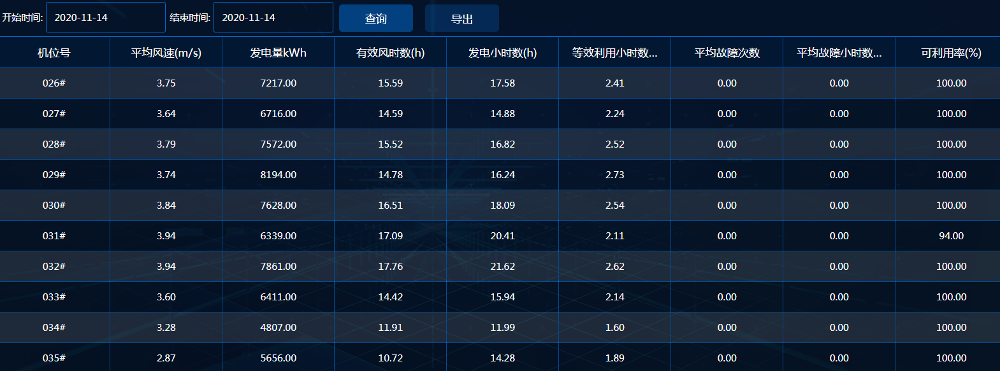 开始时间: 2020-11-14 结束时间: 2020-11-14 查询 导出
机位号 平均风速(m/s) 发电量kWh 有效风时数(h) 发电小时数(h) 等效利用小时数... 平均故障次数 平均故障小时数... 可利用率(%)
026# 3.75 7217.00 15.59 17.58 2.41 0.00 0.00 100.00
027# 3.64 6716.00 14.59 14.88 2.24 0.00 0.00 100.00
028# 3.79 7572.00 15.52 16.82 2.52 0.00 0.00 100.00
029# 3.74 8194.00 14.78 16.24 2.73 0.00 0.00 100.00
030# 3.84 7628.00 16.51 18.09 2.54 0.00 0.00 100.00
031# 3.94 6339.00 17.09 20.41 2.11 0.00 0.00 94.00
032# 3.94 7861.00 17.76 21.62 2.62 0.00 0.00 100.00
033# 3.60 6411.00 14.42 15.94 2.14 0.00 0.00 100.00
034# 3.28 4807.00 11.91 11.99 1.60 0.00 0.00 100.00
035# 2.87 5656.00 10.72 14.28 1.89 0.00 0.00 100.00